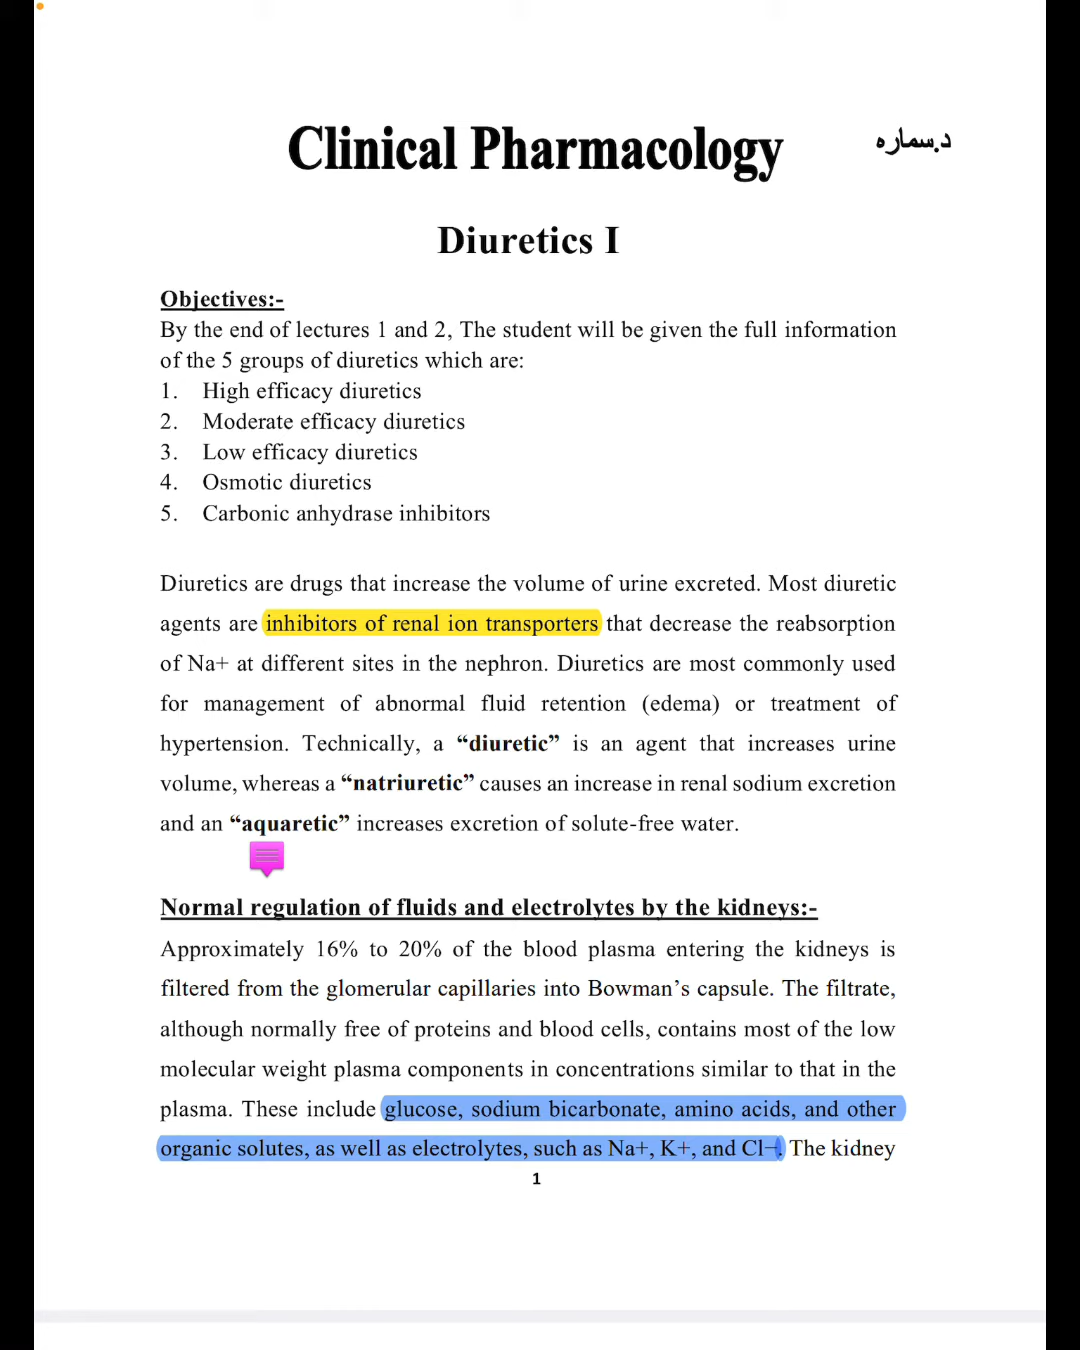 Clinical Pharmacology
د.سماره
Diuretics I
Objectives:-
By the end of lectures 1 and 2, The student will be given the full information
of the 5 groups of diuretics which are:
1. High efficacy diuretics
2. Moderate efficacy diuretics
3. Low efficacy diuretics
4. Osmotic diuretics
5. Carbonic anhydrase inhibitors
Diuretics are drugs that increase the volume of urine excreted. Most diuretic
agents are inhibitors of renal ion transporters that decrease the reabsorption
of Na+ at different sites in the nephron. Diuretics are most commonly used
for management of abnormal fluid retention (edema) or treatment of
hypertension. Technically, a “diuretic” is an agent that increases urine
volume, whereas a “natriuretic” causes an increase in renal sodium excretion
and an “aquaretic” increases excretion of solute-free water.
Normal regulation of fluids and electrolytes by the kidneys:-
Approximately 16% to 20% of the blood plasma entering the kidneys is
filtered from the glomerular capillaries into Bowman’s capsule. The filtrate,
although normally free of proteins and blood cells, contains most of the low
molecular weight plasma components in concentrations similar to that in the
plasma. These include glucose, sodium bicarbonate, amino acids, and other
organic solutes, as well as electrolytes, such as Na+, K+, and Cl−. The kidney
1